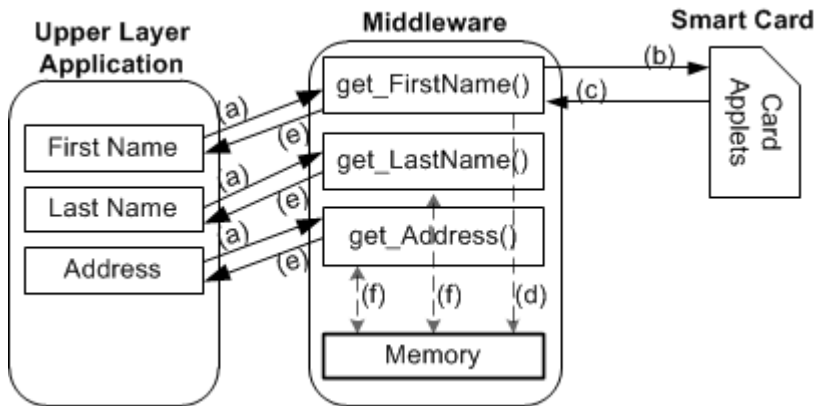 Upper Layer
Application
Middleware
Smart Card
First Name
Last Name
Address
(a)
(e)
(a)
(e)
(a)
(e)
get_FirstName()
get_LastName()
get_Address()
(f)
(f)
(d)
Memory
(b)
(c)
Card
Applets